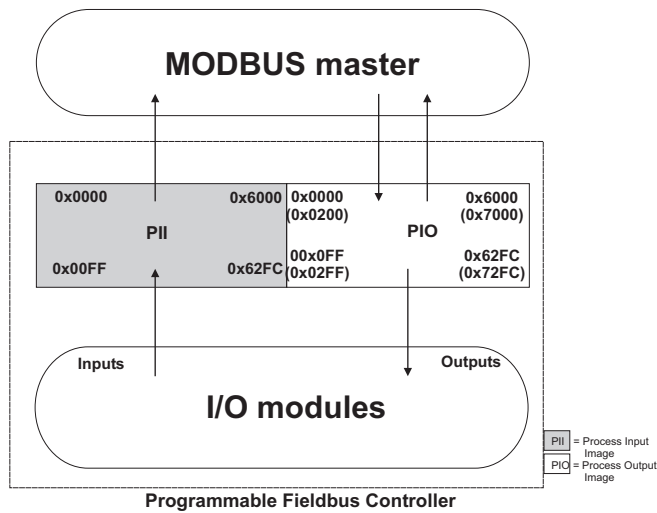 MODBUS master
0x0000 0x6000 0x0000 0x6000
(0x0200) (0x7000)
PII PIO
0x00FF 0x62FC 00x0FF 0x62FC
(0x02FF) (0x72FC)
Inputs Outputs
I/O modules
PII = Process Input
Image
PIO = Process Output
Image
Programmable Fieldbus Controller